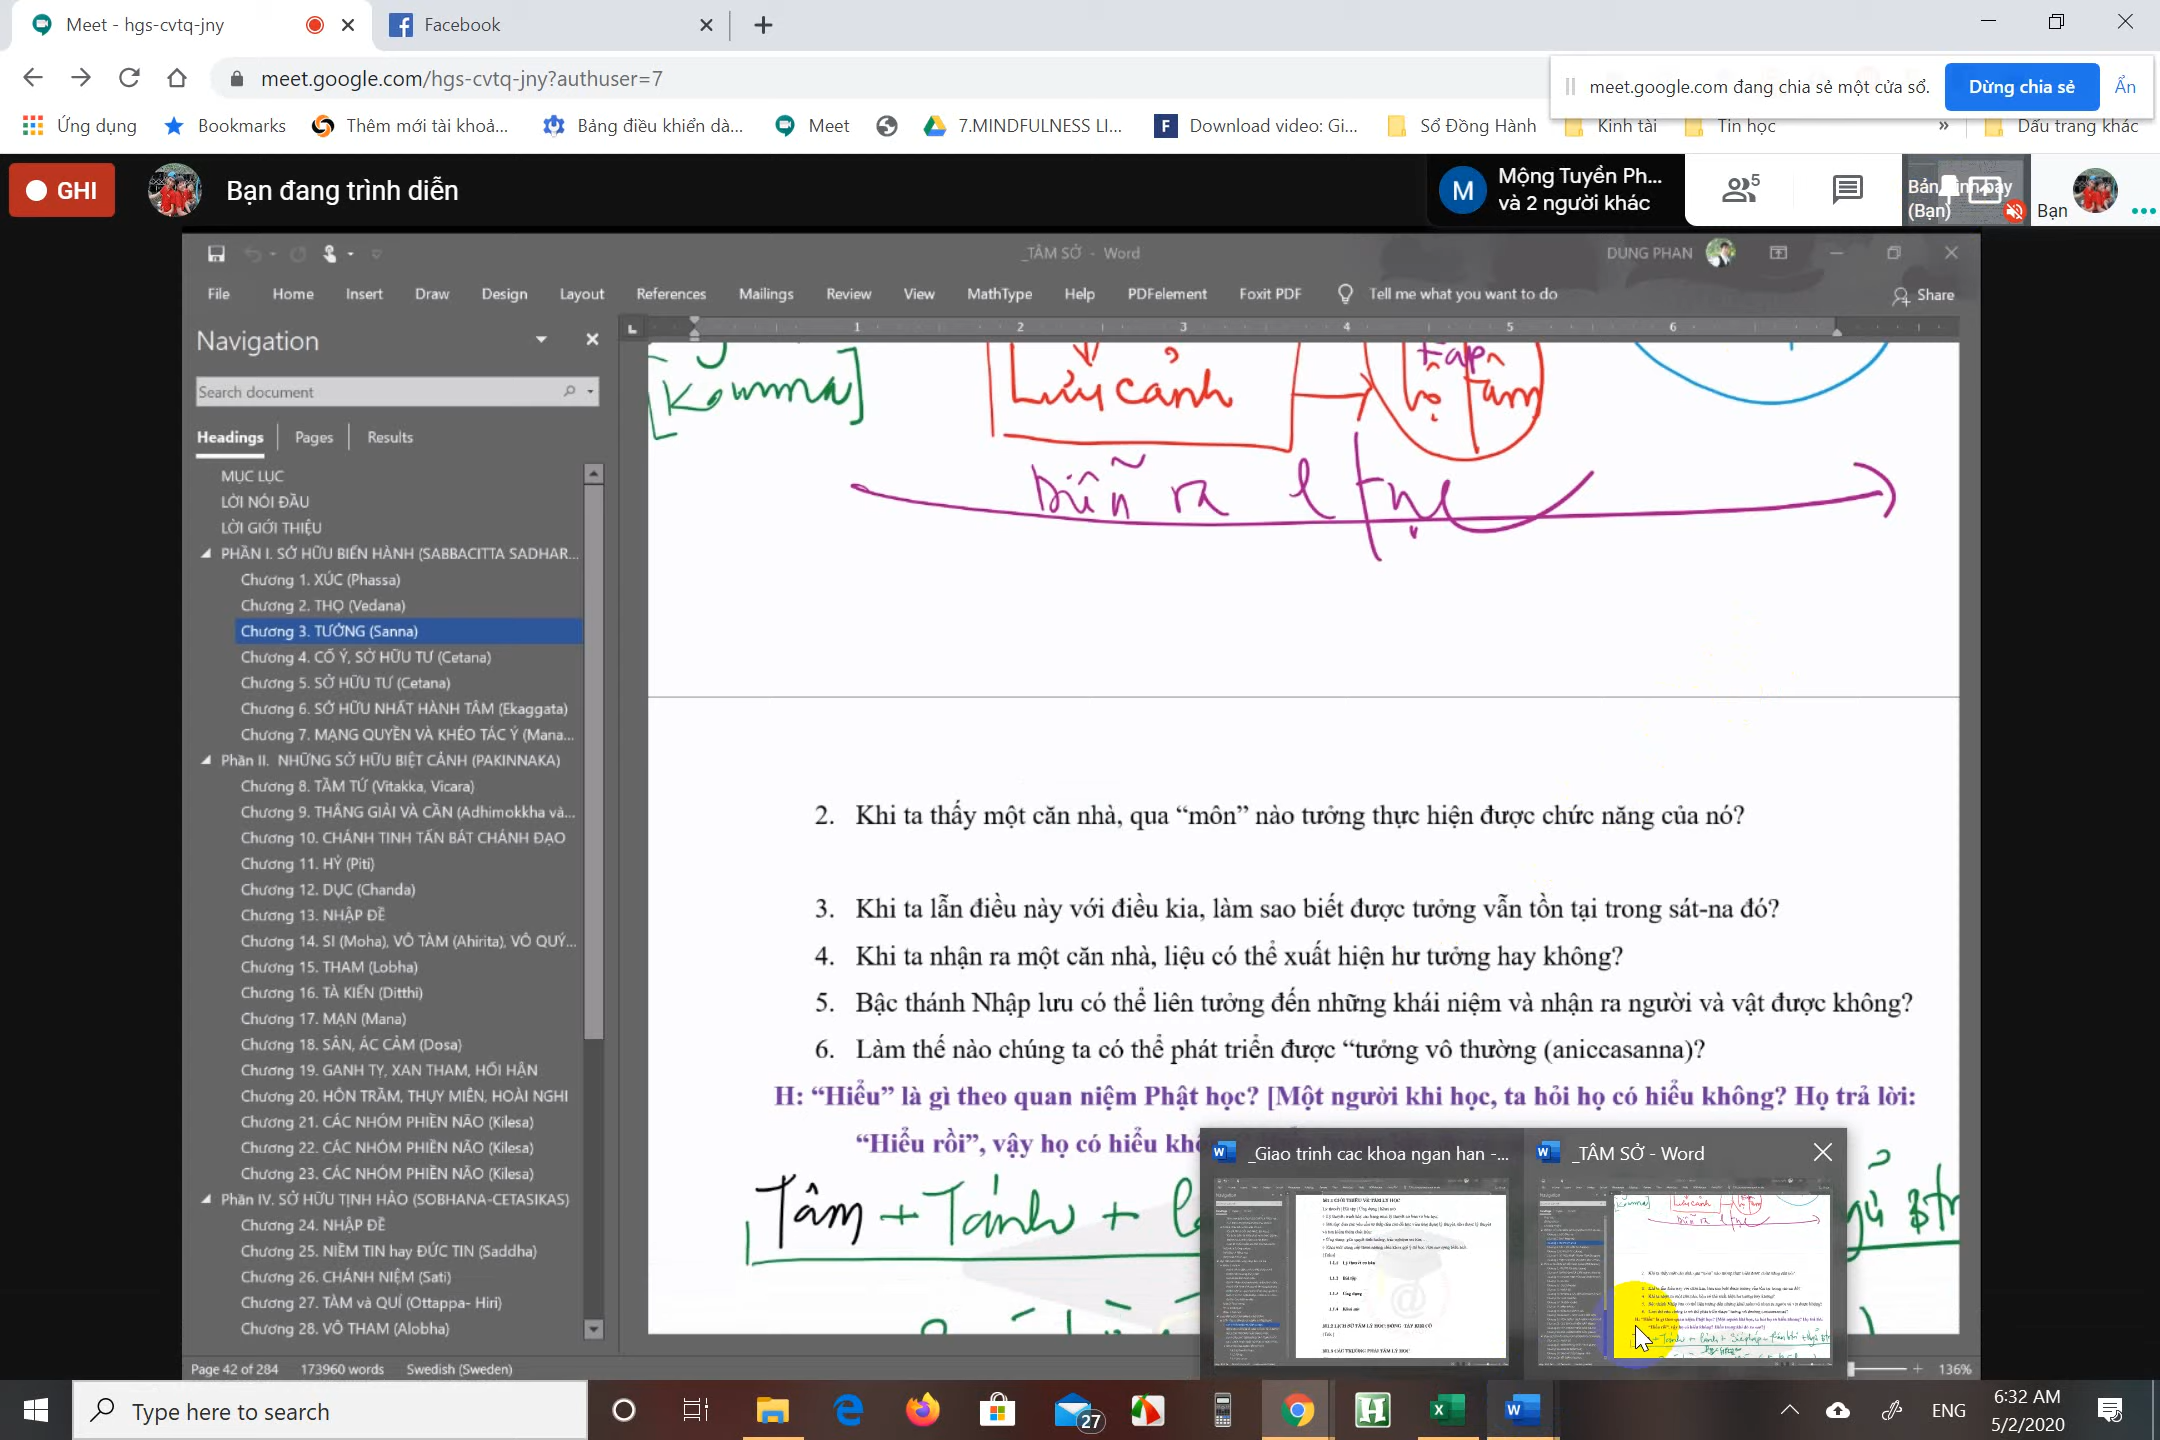 Meet - hgs-cvtq-jny
Facebook
meet.google.com/hgs-cvtq-jny?authuser=7
meet.google.com đang chia sẻ một cửa sổ.
Dừng chia sẻ
Ẩn
Ứng dụng
Bookmarks
Thêm mới tài khoả...
Bảng điều khiển dà...
Meet
7.MINDFULNESS LI...
Download video: Gi...
Sổ Đồng Hành
Kinh tài
Tin học
»
Dấu trang khác
GHI
Bạn đang trình diễn
M
Mộng Tuyền Ph...
và 2 người khác
5
(Bạn)
Bạn
_TÂM SỞ - Word
DUNG PHAN
File Home Insert Draw Design Layout References Mailings Review View MathType Help PDFelement Foxit PDF Tell me what you want to do
Share
Navigation
Search document
Headings Pages Results
MỤC LỤC
LỜI NÓI ĐẦU
LỜI GIỚI THIỆU
PHẦN I. SỞ HỮU BIẾN HÀNH (SABBACITTA SADHAR...
Chương 1. XÚC (Phassa)
Chương 2. THỌ (Vedana)
Chương 3. TƯỞNG (Sanna)
Chương 4. CỐ Ý, SỞ HỮU TƯ (Cetana)
Chương 5. SỞ HỮU TƯ (Cetana)
Chương 6. SỞ HỮU NHẤT HÀNH TÂM (Ekaggata)
Chương 7. MẠNG QUYỀN VÀ KHÉO TÁC Ý (Mana...
Phần II. NHỮNG SỞ HỮU BIỆT CẢNH (PAKINNAKA)
Chương 8. TẦM TỨ (Vitakka, Vicara)
Chương 9. THẮNG GIẢI VÀ CẦN (Adhimokkha và...
Chương 10. CHÁNH TINH TẤN BÁT CHÁNH ĐẠO
Chương 11. HỶ (Piti)
Chương 12. DỤC (Chanda)
Chương 13. NHẬP ĐỀ
Chương 14. SI (Moha), VÔ TÀM (Ahirita), VÔ QUÝ...
Chương 15. THAM (Lobha)
Chương 16. TÀ KIẾN (Ditthi)
Chương 17. MẠN (Mana)
Chương 18. SÂN, ÁC CẢM (Dosa)
Chương 19. GANH TỴ, XAN THAM, HỐI HẬN
Chương 20. HÔN TRẦM, THỤY MIÊN, HOÀI NGHI
Chương 21. CÁC NHÓM PHIỀN NÃO (Kilesa)
Chương 22. CÁC NHÓM PHIỀN NÃO (Kilesa)
Chương 23. CÁC NHÓM PHIỀN NÃO (Kilesa)
Phần IV. SỞ HỮU TỊNH HẢO (SOBHANA-CETASIKAS)
Chương 24. NHẬP ĐỀ
Chương 25. NIỀM TIN hay ĐỨC TIN (Saddha)
Chương 26. CHÁNH NIỆM (Sati)
Chương 27. TÀM và QUÍ (Ottappa- Hiri)
Chương 28. VÔ THAM (Alobha)
1 2 3 4 5 6
Lưu cảnh
Diễn ra
2. Khi ta thấy một căn nhà, qua “môn” nào tưởng thực hiện được chức năng của nó?
3. Khi ta lẫn điều này với điều kia, làm sao biết được tưởng vẫn tồn tại trong sát-na đó?
4. Khi ta nhận ra một căn nhà, liệu có thể xuất hiện hư tưởng hay không?
5. Bậc thánh Nhập lưu có thể liên tưởng đến những khái niệm và nhận ra người và vật được không?
6. Làm thế nào chúng ta có thể phát triển được “tưởng vô thường (aniccasanna)?
H: “Hiểu” là gì theo quan niệm Phật học? [Một người khi học, ta hỏi họ có hiểu không? Họ trả lời:
“Hiểu rồi”, vậy họ có hiểu
Tâm + Tánh +
_Giao trinh cac khoa ngan han -...
_TÂM SỞ - Word
Page 42 of 284
173960 words
Swedish (Sweden)
136%
Type here to search
27
ENG
6:32 AM
5/2/2020